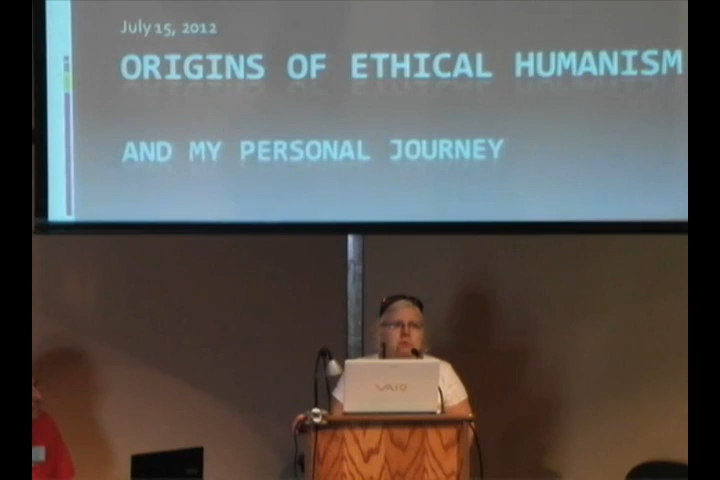 July 15, 2012
ORIGINS OF ETHICAL HUMANISM
AND MY PERSONAL JOURNEY
VAIO